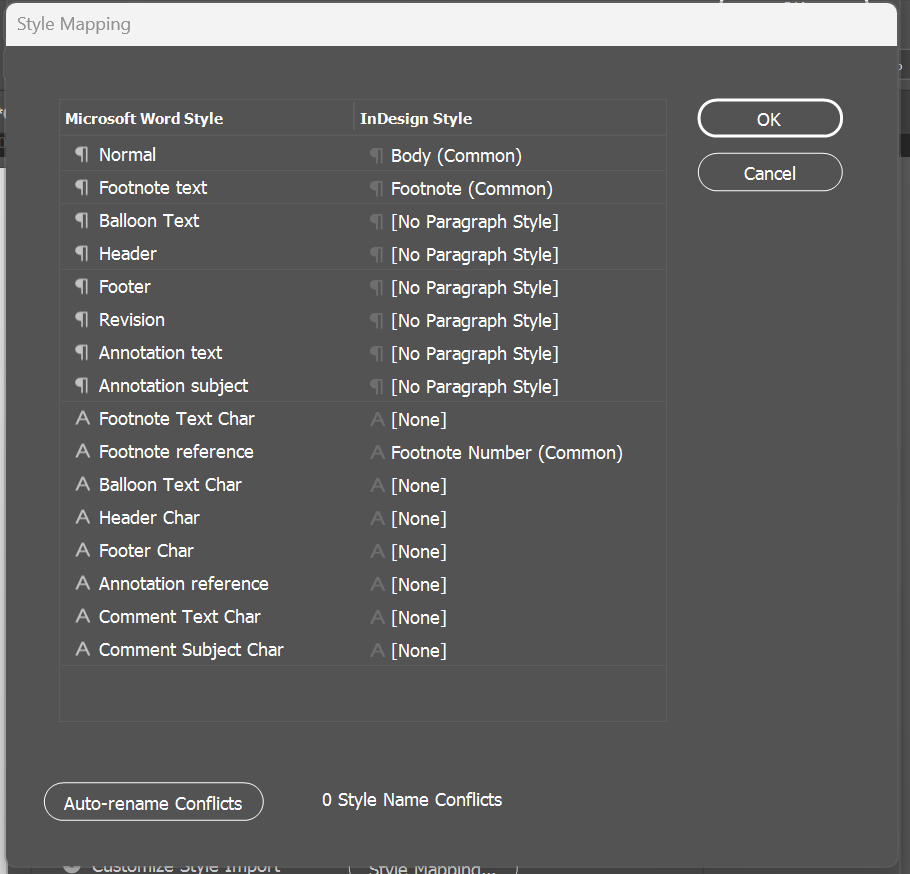 Style Mapping
Microsoft Word Style InDesign Style
OK
¶ Normal ¶ Body (Common)
Cancel
¶ Footnote text ¶ Footnote (Common)
¶ Balloon Text ¶ [No Paragraph Style]
¶ Header ¶ [No Paragraph Style]
¶ Footer ¶ [No Paragraph Style]
¶ Revision ¶ [No Paragraph Style]
¶ Annotation text ¶ [No Paragraph Style]
¶ Annotation subject ¶ [No Paragraph Style]
A Footnote Text Char A [None]
A Footnote reference A Footnote Number (Common)
A Balloon Text Char A [None]
A Header Char A [None]
A Footer Char A [None]
A Annotation reference A [None]
A Comment Text Char A [None]
A Comment Subject Char A [None]
Auto-rename Conflicts 0 Style Name Conflicts
Customize Style Import Style Mapping...